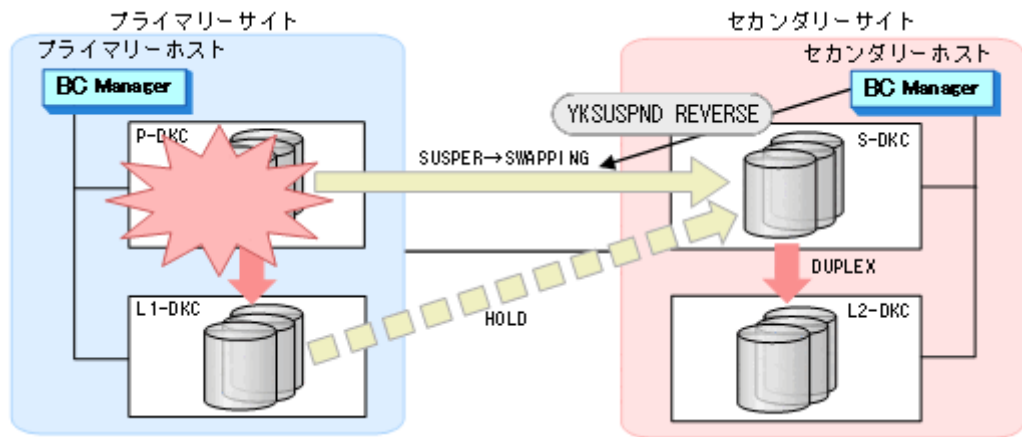 プライマリーサイト
プライマリーホスト
BC Manager
P-DKC
L1-DKC
セカンダリーサイト
セカンダリーホスト
BC Manager
YKSUSPND REVERSE
SUSPER→SWAPPING
S-DKC
DUPLEX
HOLD
L2-DKC